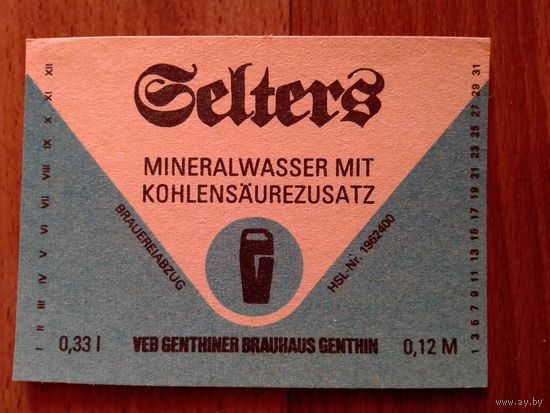 Selters
MINERALWASSER MIT
KOHLENSÄUREZUSATZ
BRAUEREIABZUG
HSL-Nr. 1962400
I II III IV V VI VII VIII IX X XI XII
1 3 5 7 9 11 13 15 17 19 21 23 25 27 29 31
0,33 l
VEB GENTHINER BRAUHAUS GENTHIN
0,12 M
www.ay.by